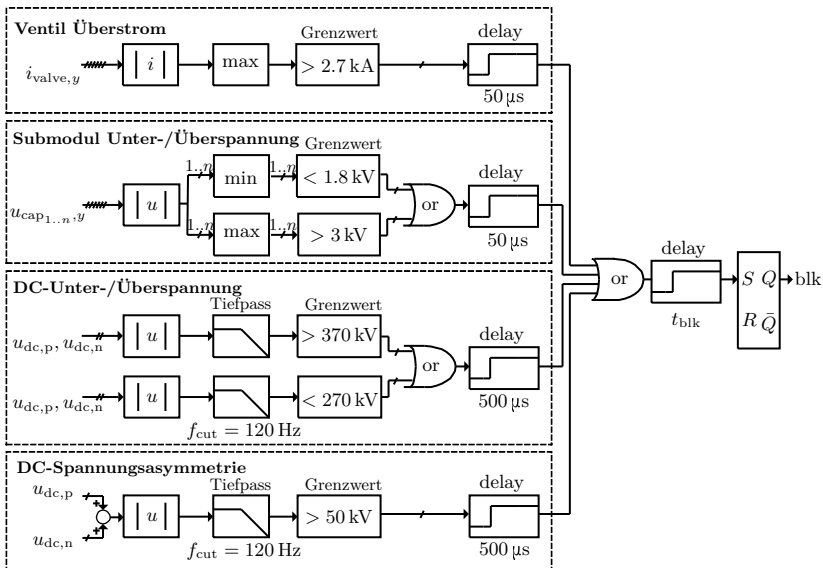 Ventil Überstrom
i_valve,y
| i |
max
Grenzwert
> 2.7 kA
delay
50 µs
Submodul Unter-/Überspannung
u_cap1..n,y
| u |
1..n
min
1..n
Grenzwert
< 1.8 kV
1..n
max
1..n
> 3 kV
or
delay
50 µs
DC-Unter-/Überspannung
u_dc,p, u_dc,n
| u |
Tiefpass
Grenzwert
> 370 kV
u_dc,p, u_dc,n
| u |
< 270 kV
f_cut = 120 Hz
or
delay
500 µs
DC-Spannungsasymmetrie
u_dc,p
+
+
u_dc,n
| u |
Tiefpass
f_cut = 120 Hz
Grenzwert
> 50 kV
delay
500 µs
or
delay
t_blk
S Q
R Q̄
blk